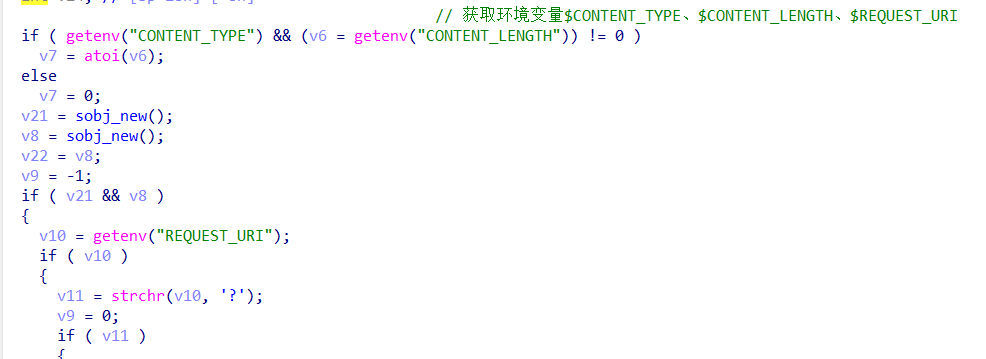 // 获取环境变量$CONTENT_TYPE、$CONTENT_LENGTH、$REQUEST_URI
if ( getenv("CONTENT_TYPE") && (v6 = getenv("CONTENT_LENGTH")) != 0 )
v7 = atoi(v6);
else
v7 = 0;
v21 = sobj_new();
v8 = sobj_new();
v22 = v8;
v9 = -1;
if ( v21 && v8 )
{
v10 = getenv("REQUEST_URI");
if ( v10 )
{
v11 = strchr(v10, '?');
v9 = 0;
if ( v11 )
{